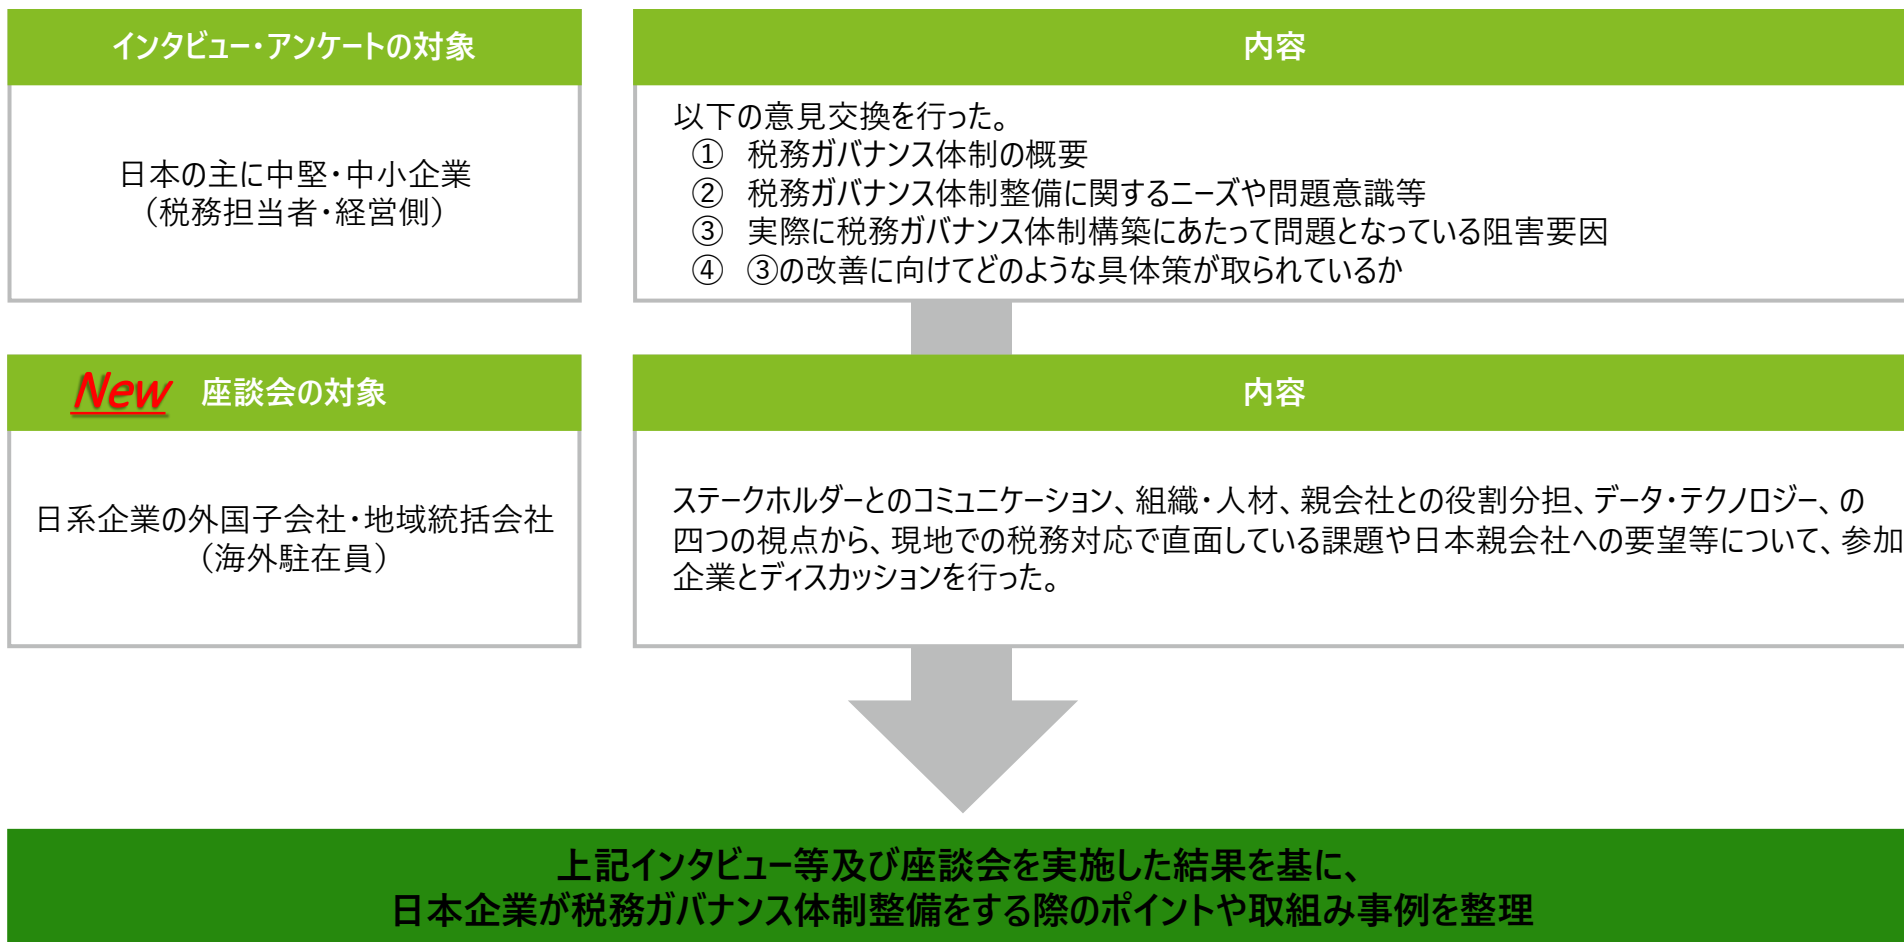 インタビュー・アンケートの対象
内容
日本の主に中堅・中小企業
（税務担当者・経営側）
以下の意見交換を行った。
① 税務ガバナンス体制の概要
② 税務ガバナンス体制整備に関するニーズや問題意識等
③ 実際に税務ガバナンス体制構築にあたって問題となっている阻害要因
④ ③の改善に向けてどのような具体策が取られているか
New 座談会の対象
内容
日系企業の外国子会社・地域統括会社
（海外駐在員）
ステークホルダーとのコミュニケーション、組織・人材、親会社との役割分担、データ・テクノロジー、の
四つの視点から、現地での税務対応で直面している課題や日本親会社への要望等について、参加
企業とディスカッションを行った。
上記インタビュー等及び座談会を実施した結果を基に、
日本企業が税務ガバナンス体制整備をする際のポイントや取組み事例を整理